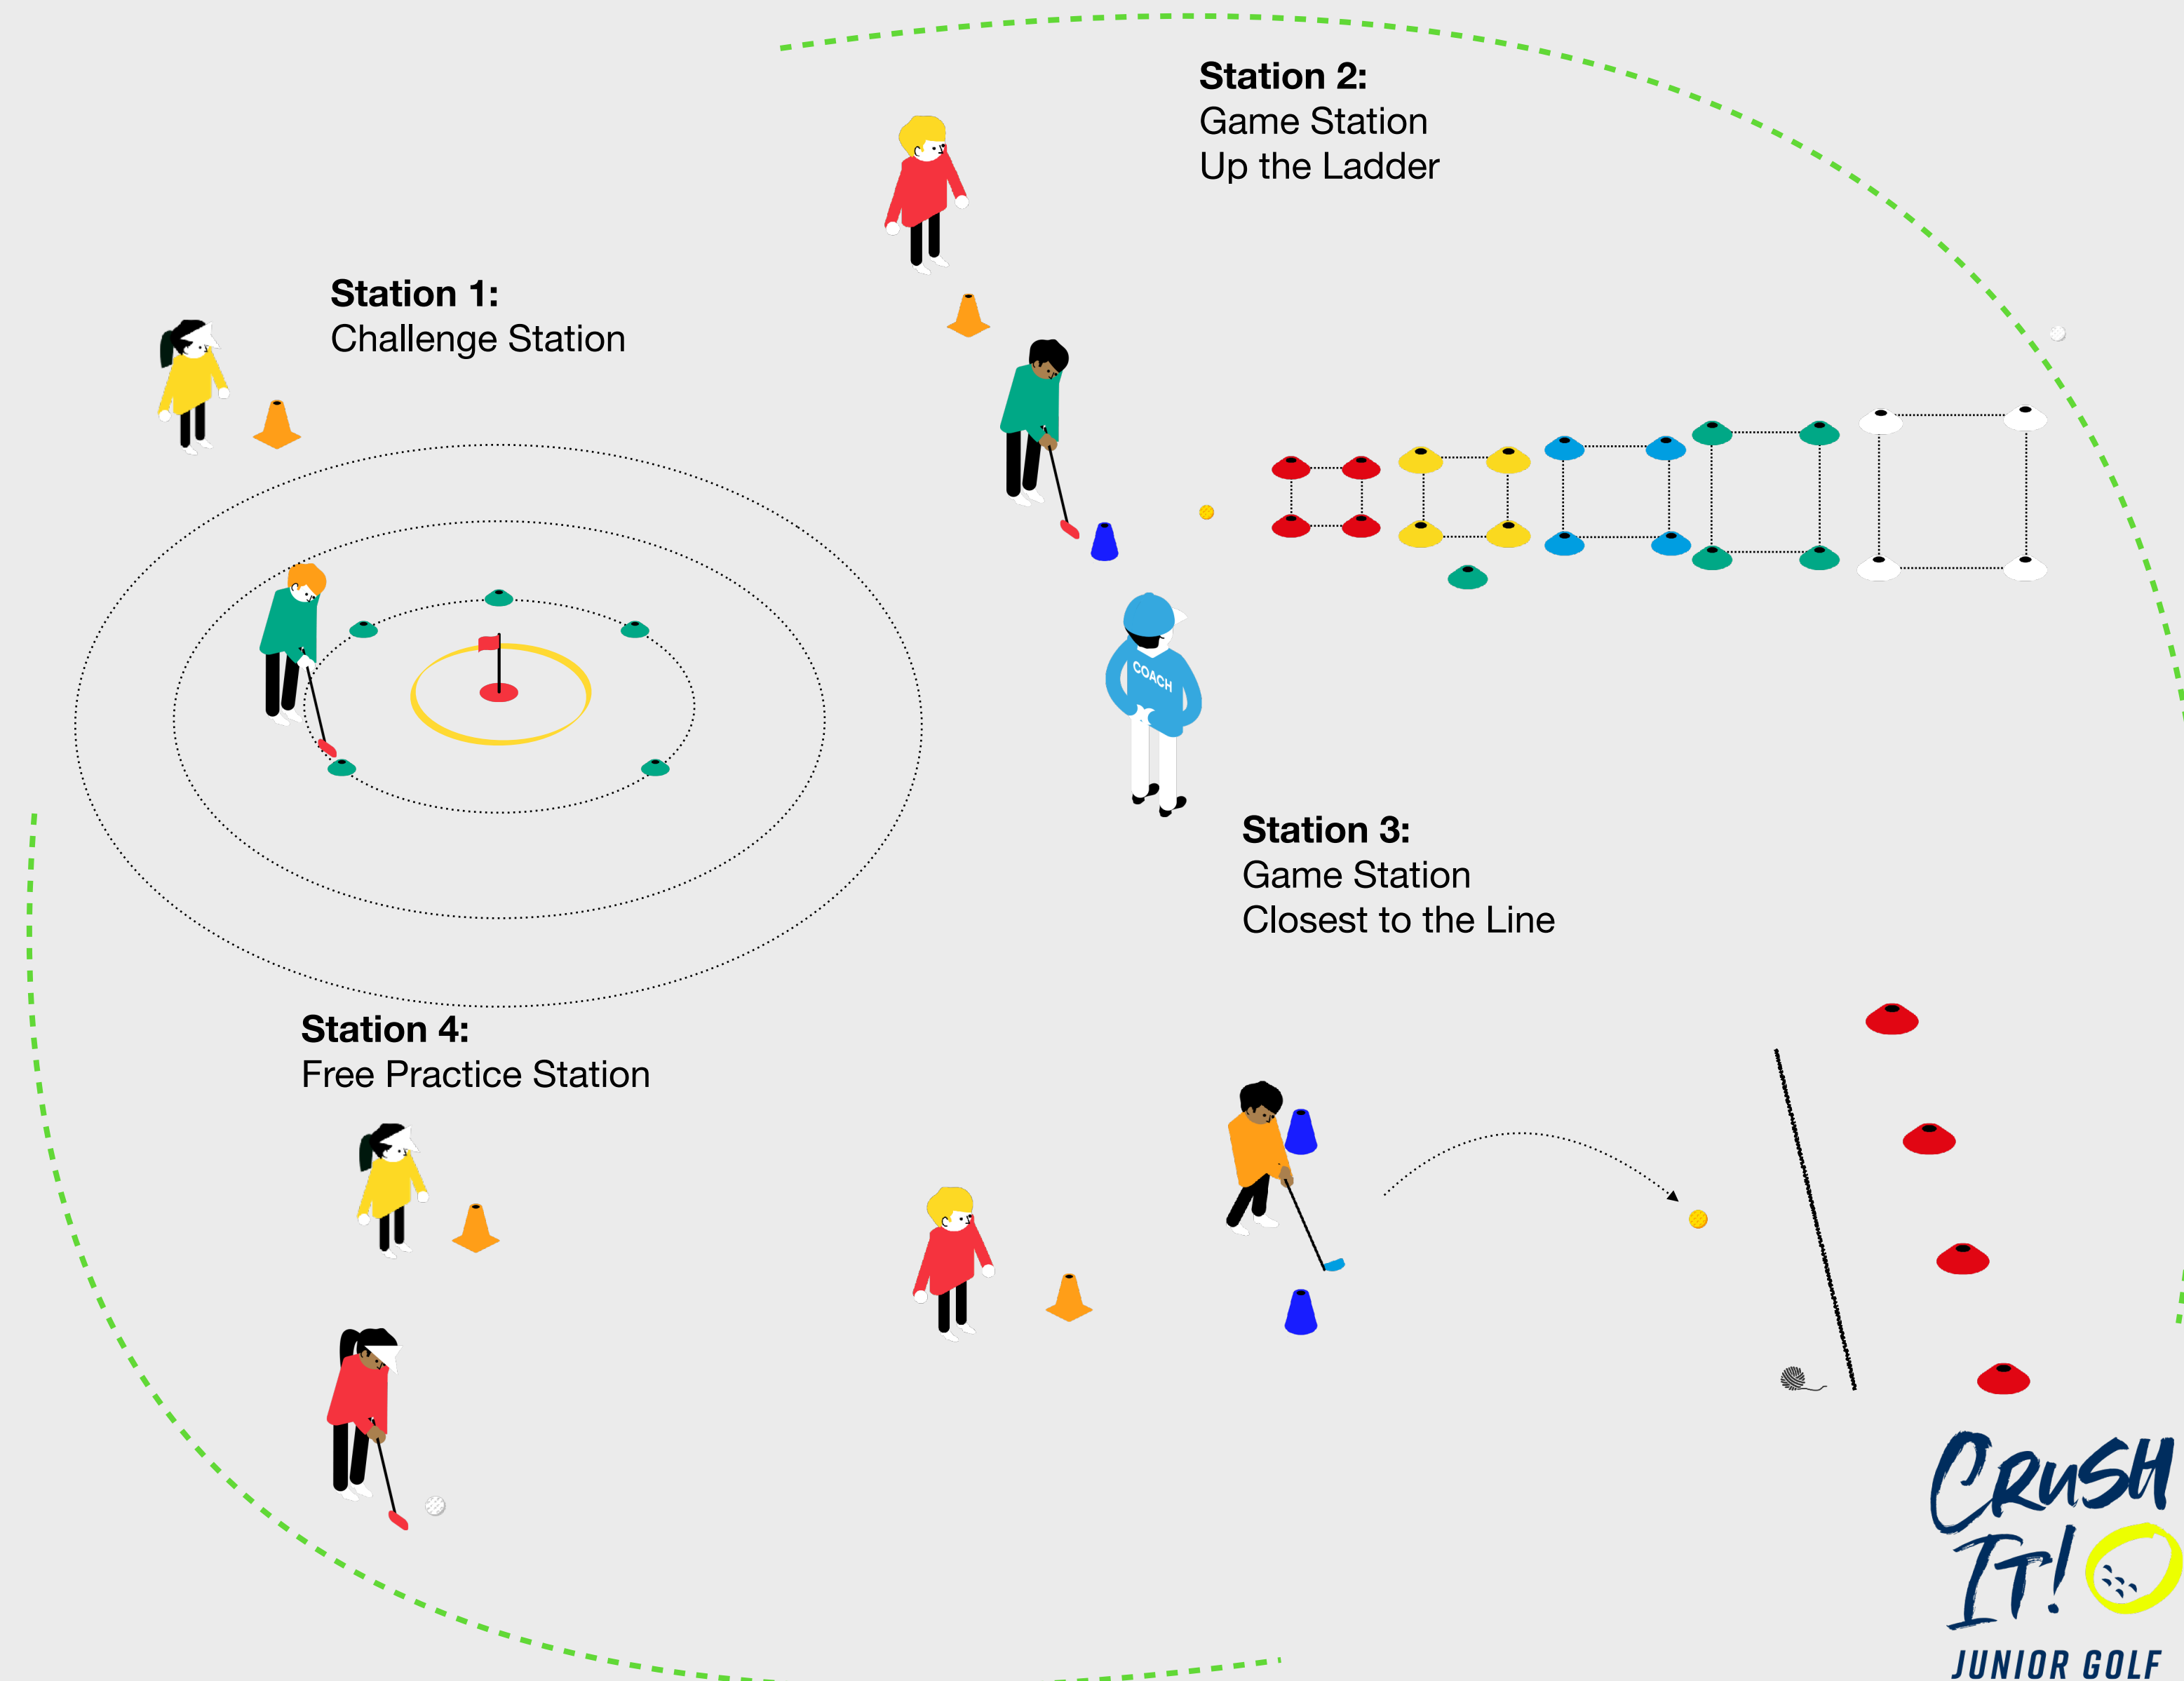 Station 2:
Game Station
Up the Ladder
Station 1:
Challenge Station
COACH
Station 3:
Game Station
Closest to the Line
Station 4:
Free Practice Station
CRUSH
IT!
JUNIOR GOLF